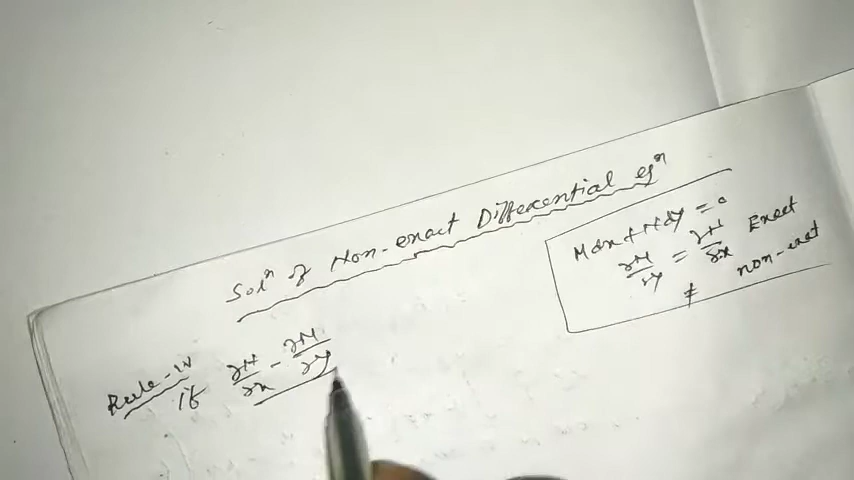 Solⁿ of Non-exact Differential eqⁿ
Mdx + Ndy = 0
∂M/∂y = ∂N/∂x Exact
≠ non-exact
Rule-IV
if ∂N/∂x - ∂M/∂y